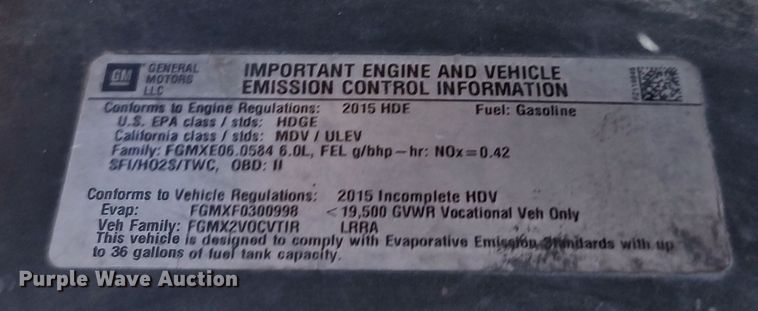 GM
GENERAL MOTORS LLC
IMPORTANT ENGINE AND VEHICLE
EMISSION CONTROL INFORMATION
Conforms to Engine Regulations: 2015 HDE Fuel: Gasoline
U.S. EPA class / stds: HDGE
California class / stds: MDV / ULEV
Family: FGMXE06.0584 6.0L, FEL g/bhp-hr: NOx=0.42
SFI/HO2S/TWC, OBD: II
Conforms to Vehicle Regulations: 2015 Incomplete HDV
Evap: FGMXF0300998 <19,500 GVWR Vocational Veh Only
Veh Family: FGMX2VOCVTIR LRRA
This vehicle is designed to comply with Evaporative Emission Standards with up
to 36 gallons of fuel tank capacity.
Purple Wave Auction